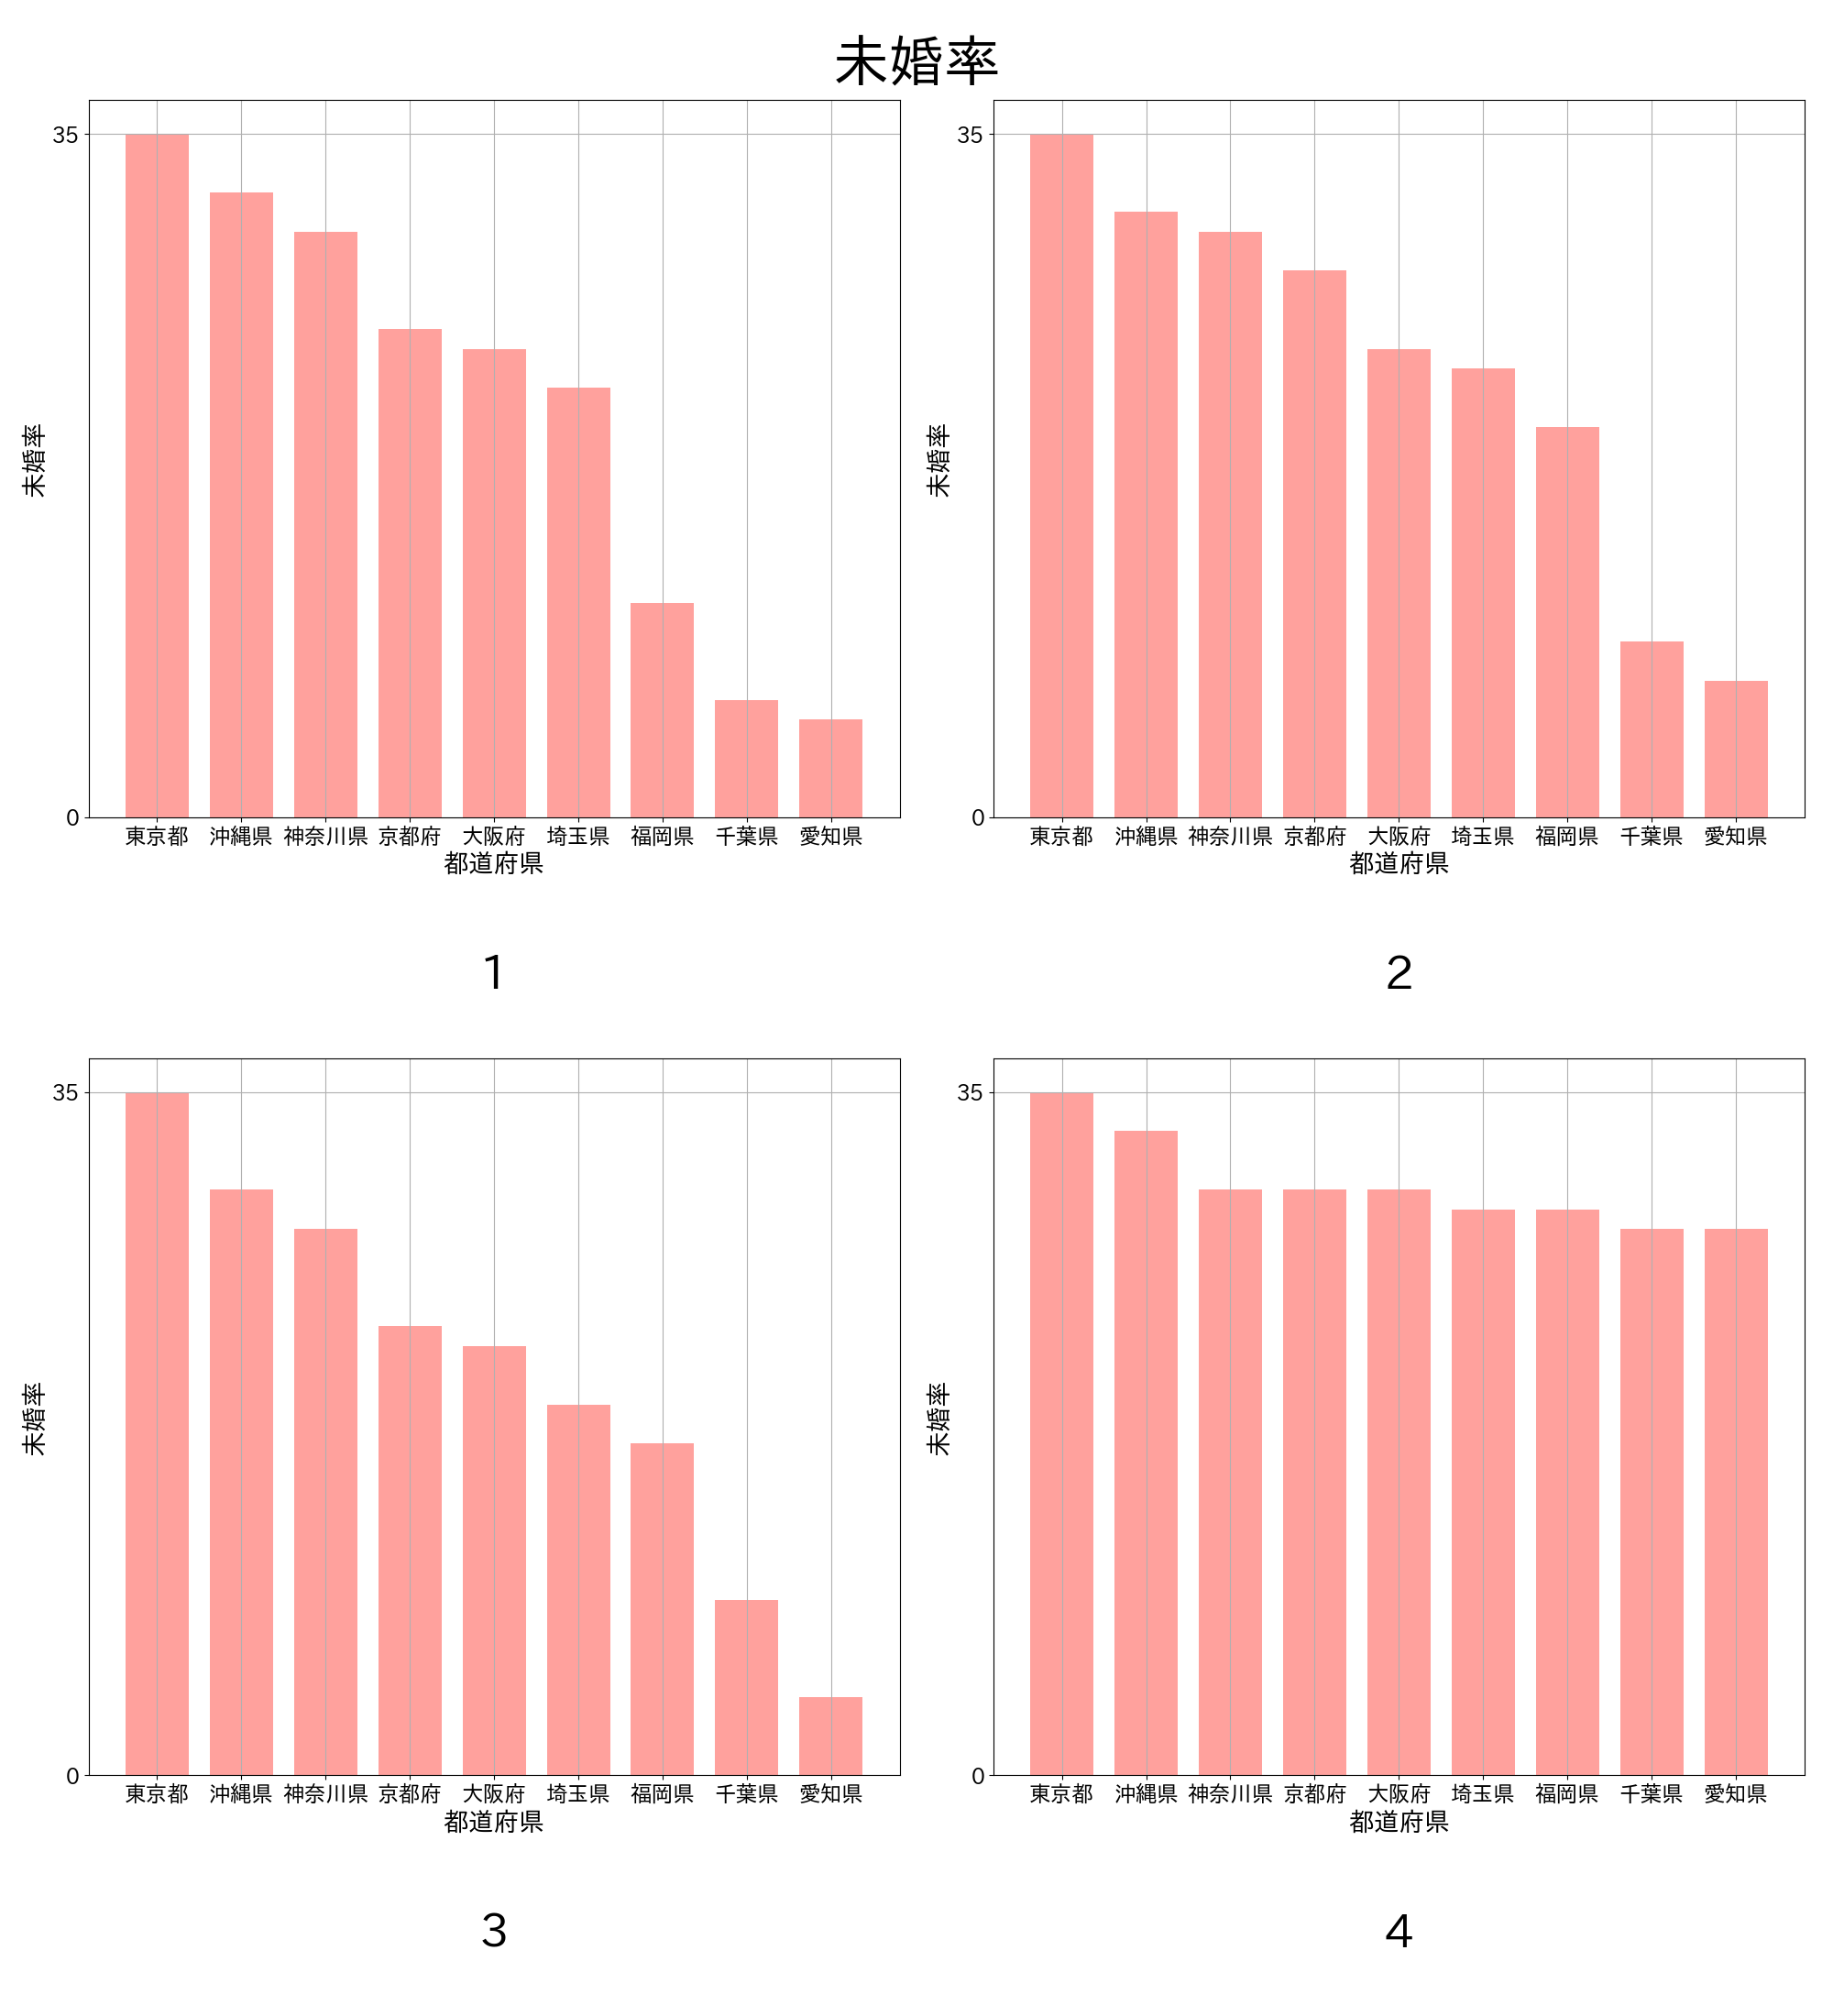 未婚率
35
0
未婚率
東京都 沖縄県 神奈川県 京都府 大阪府 埼玉県 福岡県 千葉県 愛知県
都道府県
1
35
0
未婚率
東京都 沖縄県 神奈川県 京都府 大阪府 埼玉県 福岡県 千葉県 愛知県
都道府県
2
35
0
未婚率
東京都 沖縄県 神奈川県 京都府 大阪府 埼玉県 福岡県 千葉県 愛知県
都道府県
3
35
0
未婚率
東京都 沖縄県 神奈川県 京都府 大阪府 埼玉県 福岡県 千葉県 愛知県
都道府県
4